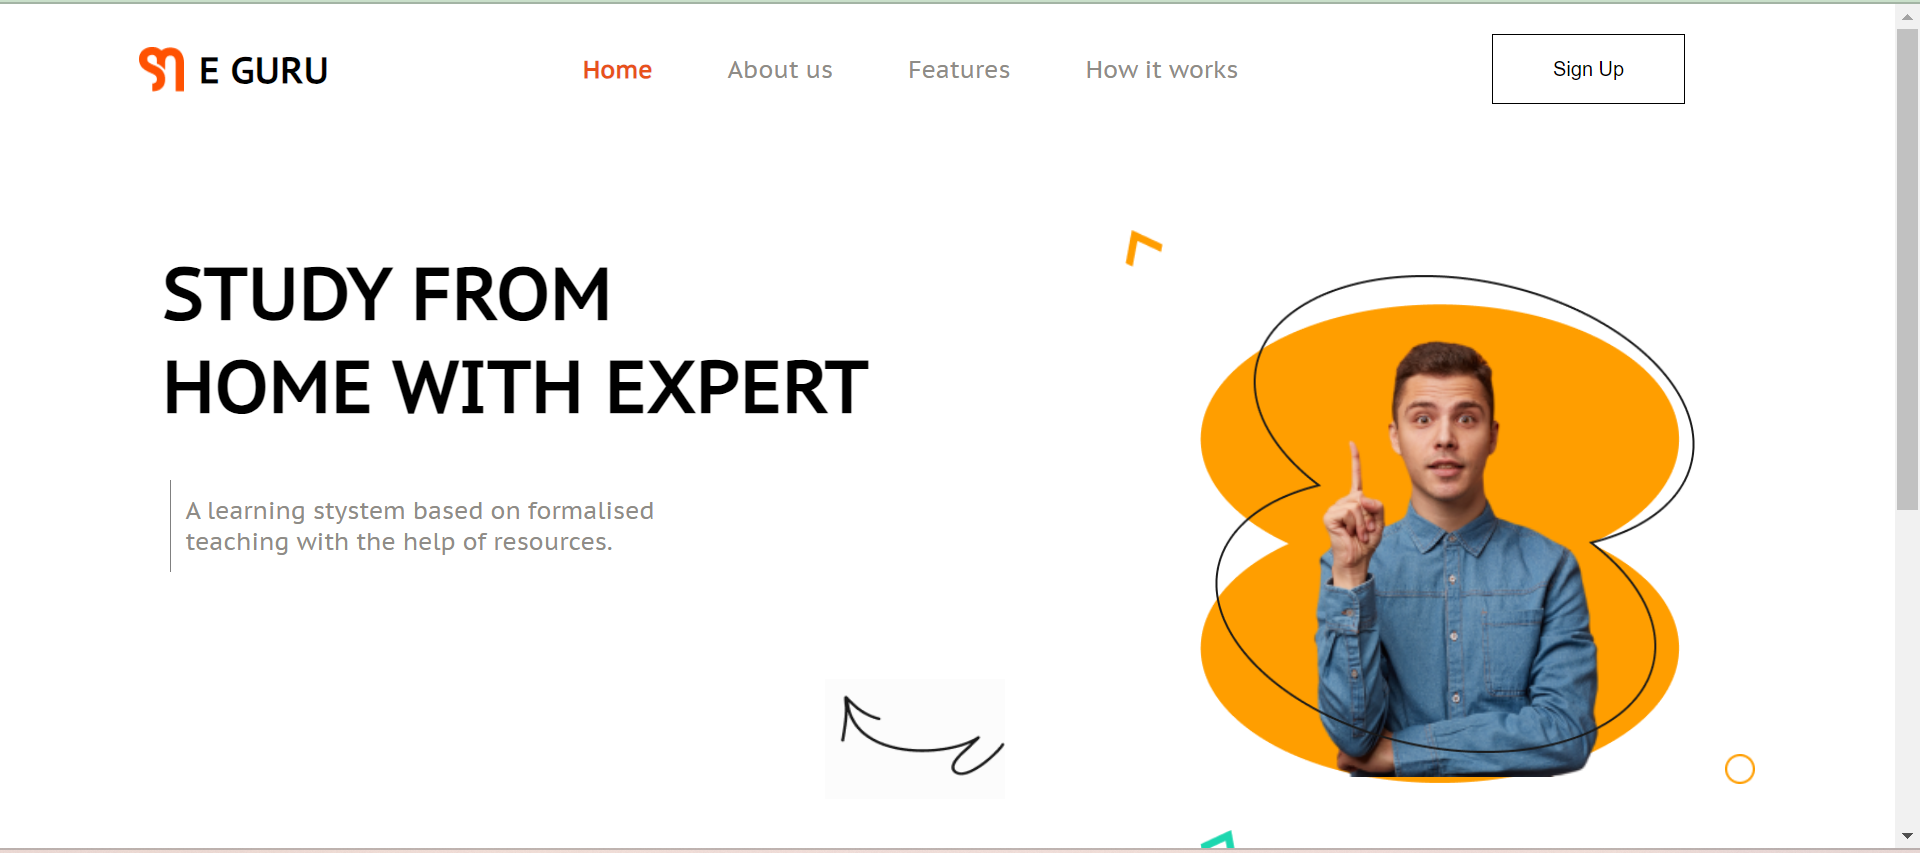 E GURU
Home
About us
Features
How it works
Sign Up
STUDY FROM
HOME WITH EXPERT
A learning stystem based on formalised
teaching with the help of resources.